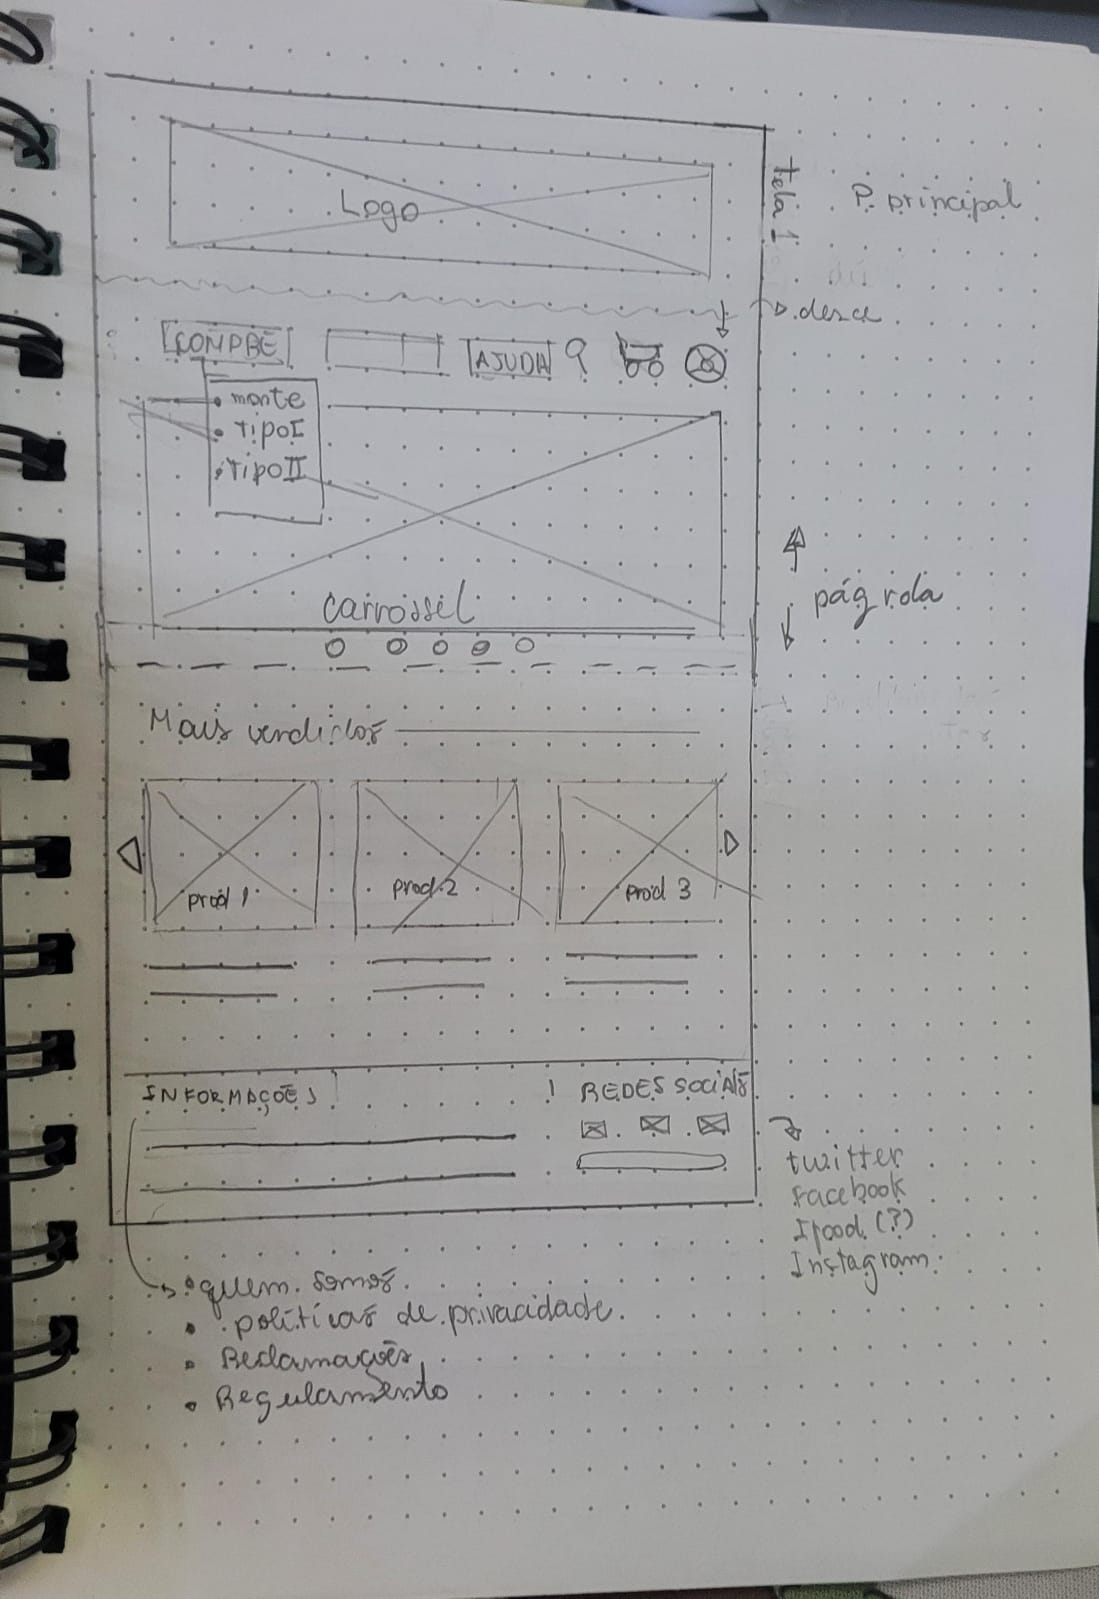 Logo
tela 1
P. principal
desce
COMPRE
AJUDA ?
• monte
• TIPO I
• TIPO II
carrossel
pág rola
Mais vendidos
prod 1
prod 2
prod 3
INFORMAÇÕES
REDES SOCIAIS
twitter
Facebook
Ifood (?)
Instagram
• quem somos
• políticas de privacidade.
• Reclamações
• Regulamento